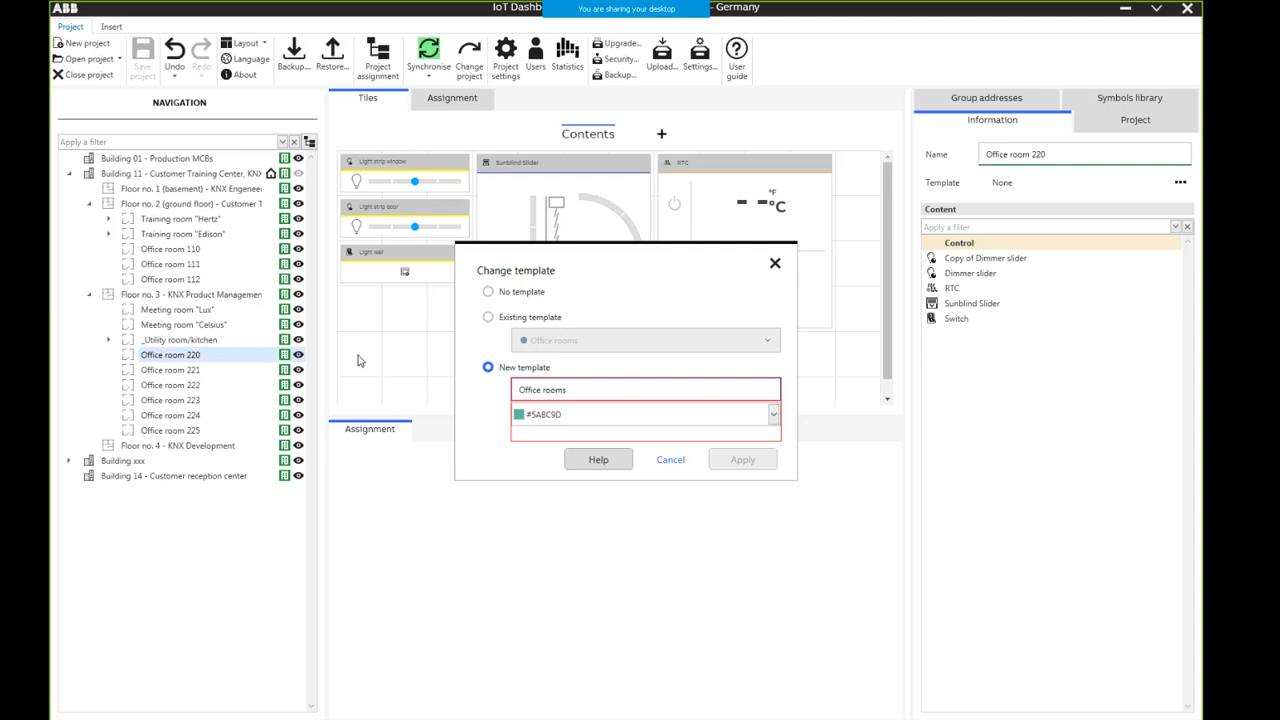 ABB
IoT Dashb
You are sharing your desktop
- Germany
Project
Insert
New project
Open project
Close project
Save project
Undo
Redo
Layout
Language
About
Backup...
Restore...
Project assignment
Synchronise
Change project
Project settings
Users
Statistics
Upgrade...
Security...
Backup...
Upload...
Settings...
User guide
NAVIGATION
Apply a filter
Building 01 - Production MCBs
Building 11 - Customer Training Center, KNX
Floor no. 1 (basement) - KNX Engeneer
Floor no. 2 (ground floor) - Customer T
Training room "Hertz"
Training room "Edison"
Office room 110
Office room 111
Office room 112
Floor no. 3 - KNX Product Managemen
Meeting room "Lux"
Meeting room "Celsius"
_Utility room/kitchen
Office room 220
Office room 221
Office room 222
Office room 223
Office room 224
Office room 225
Floor no. 4 - KNX Development
Building xxx
Building 14 - Customer reception center
Tiles
Assignment
Contents
+
Light strip window
Light strip door
Light wall
Sunblind Slider
RTC
°F
-- °C
Change template
No template
Existing template
Office rooms
New template
Office rooms
#5ABC9D
Help
Cancel
Apply
Assignment
Group addresses
Symbols library
Information
Project
Name
Office room 220
Template
None
...
Content
Apply a filter
Control
Copy of Dimmer slider
Dimmer slider
RTC
Sunblind Slider
Switch